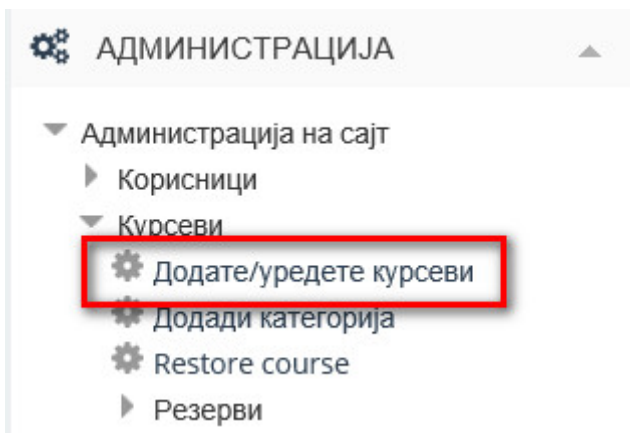 АДМИНИСТРАЦИЈА
Администрација на сајт
Корисници
Курсеви
Додате/уредете курсеви
Додади категорија
Restore course
Резерви